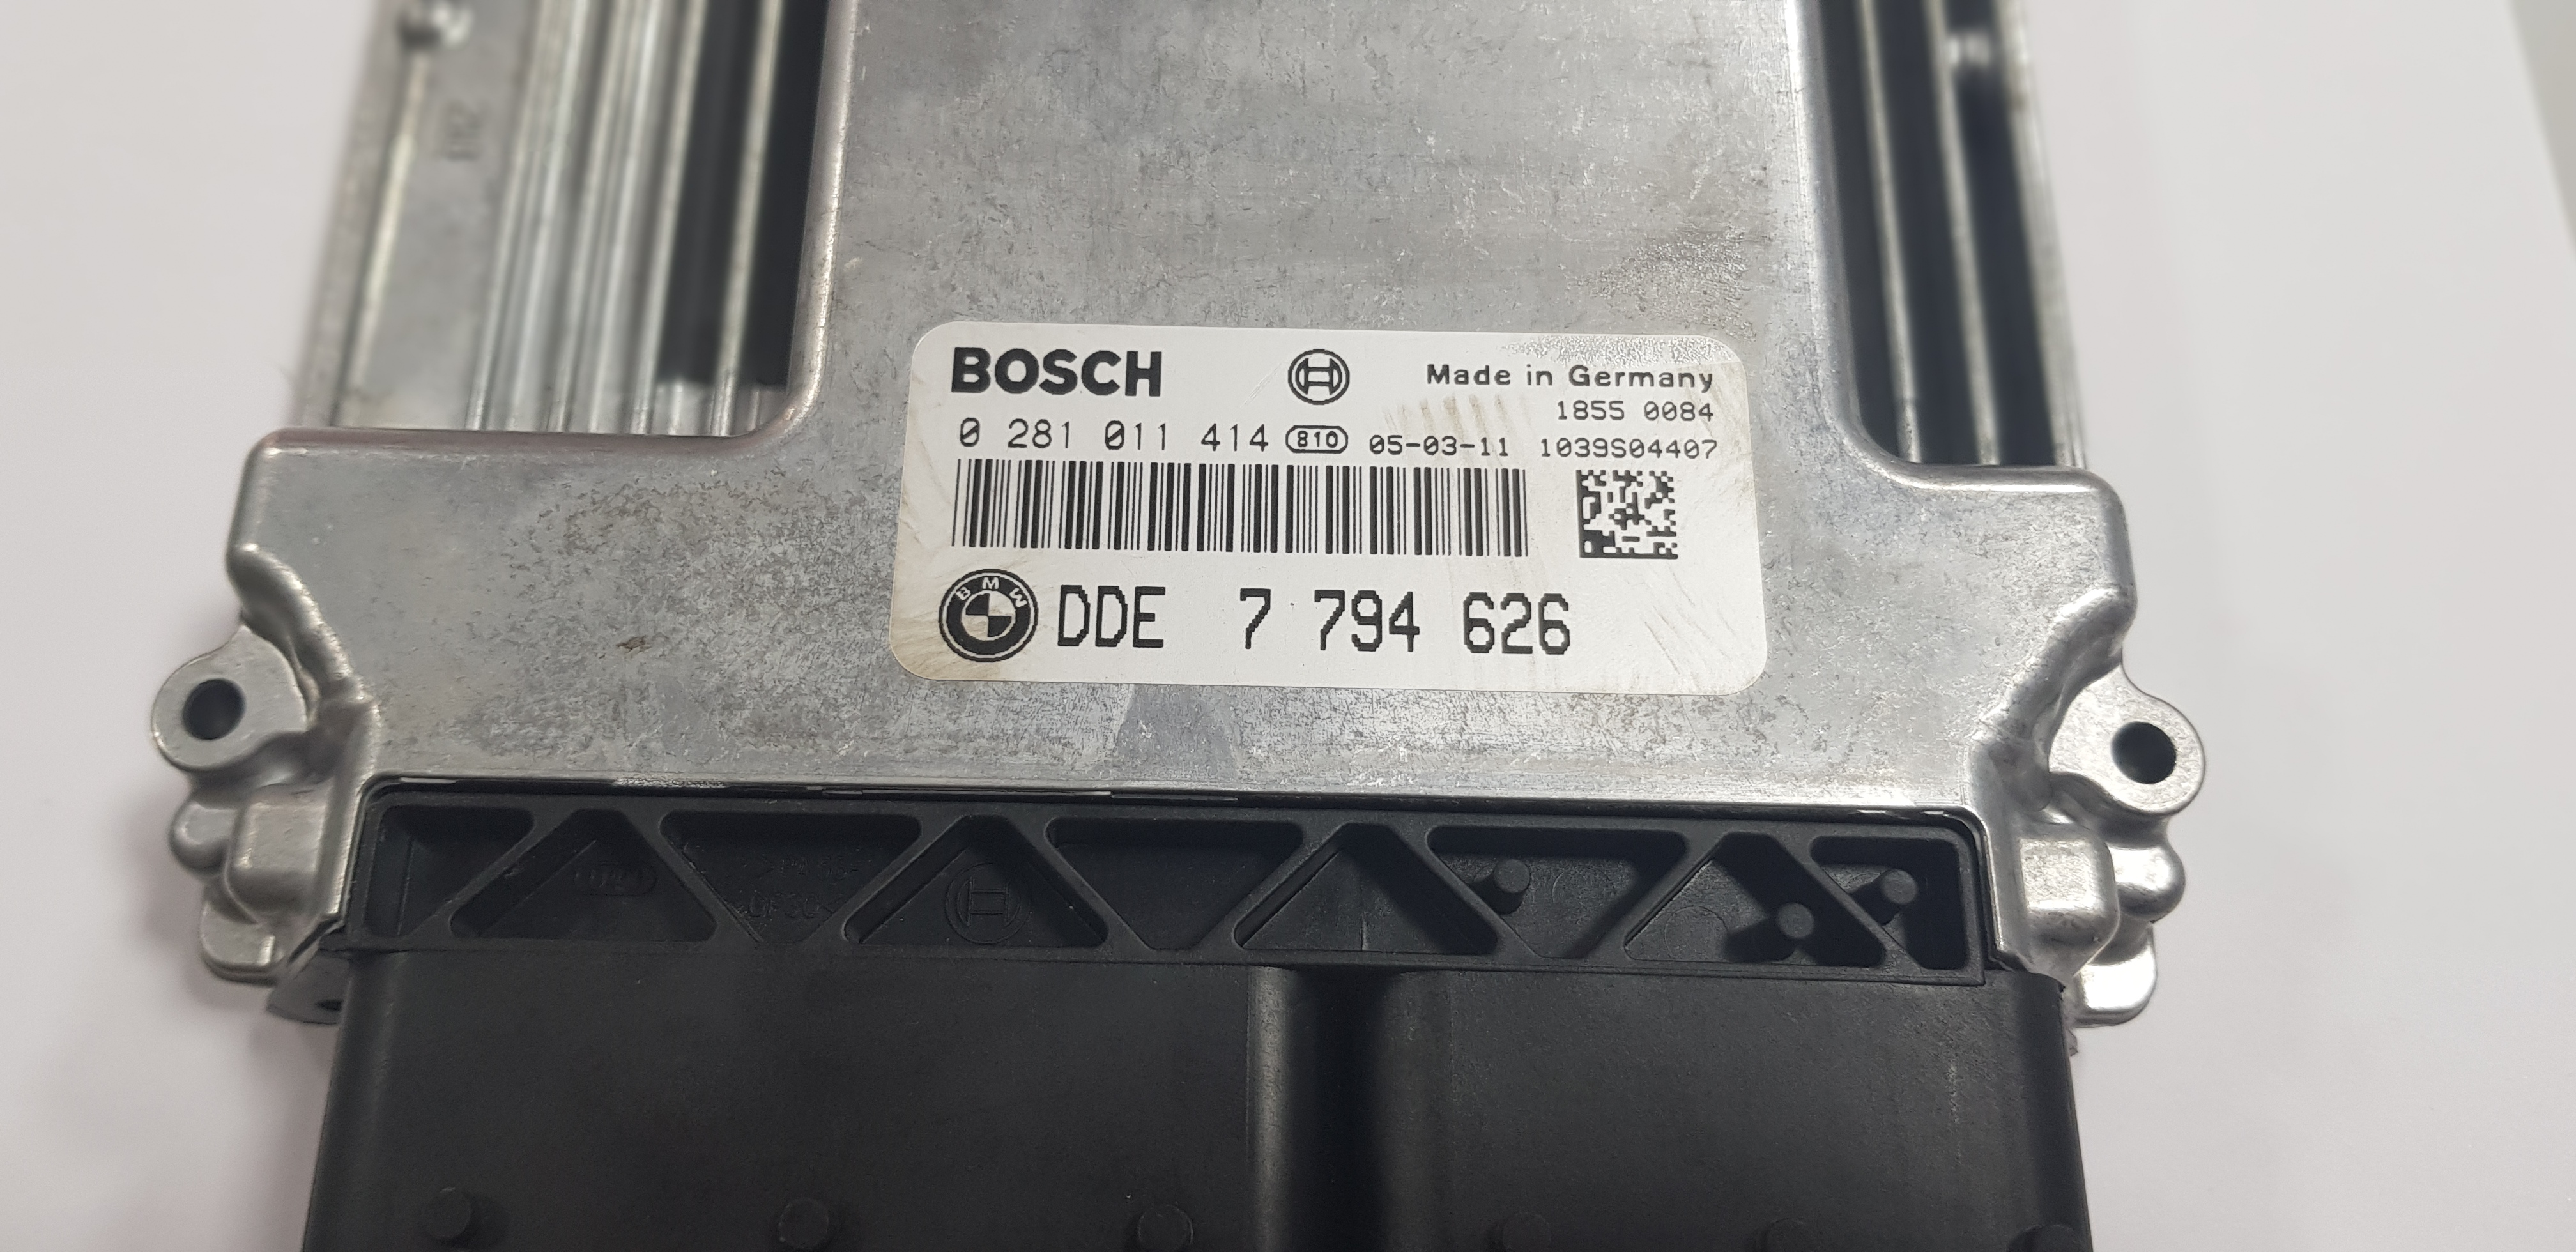 BOSCH
Made in Germany
1855 0084
0 281 011 414 810 05-03-11 1039S04407
BMW DDE 7 794 626